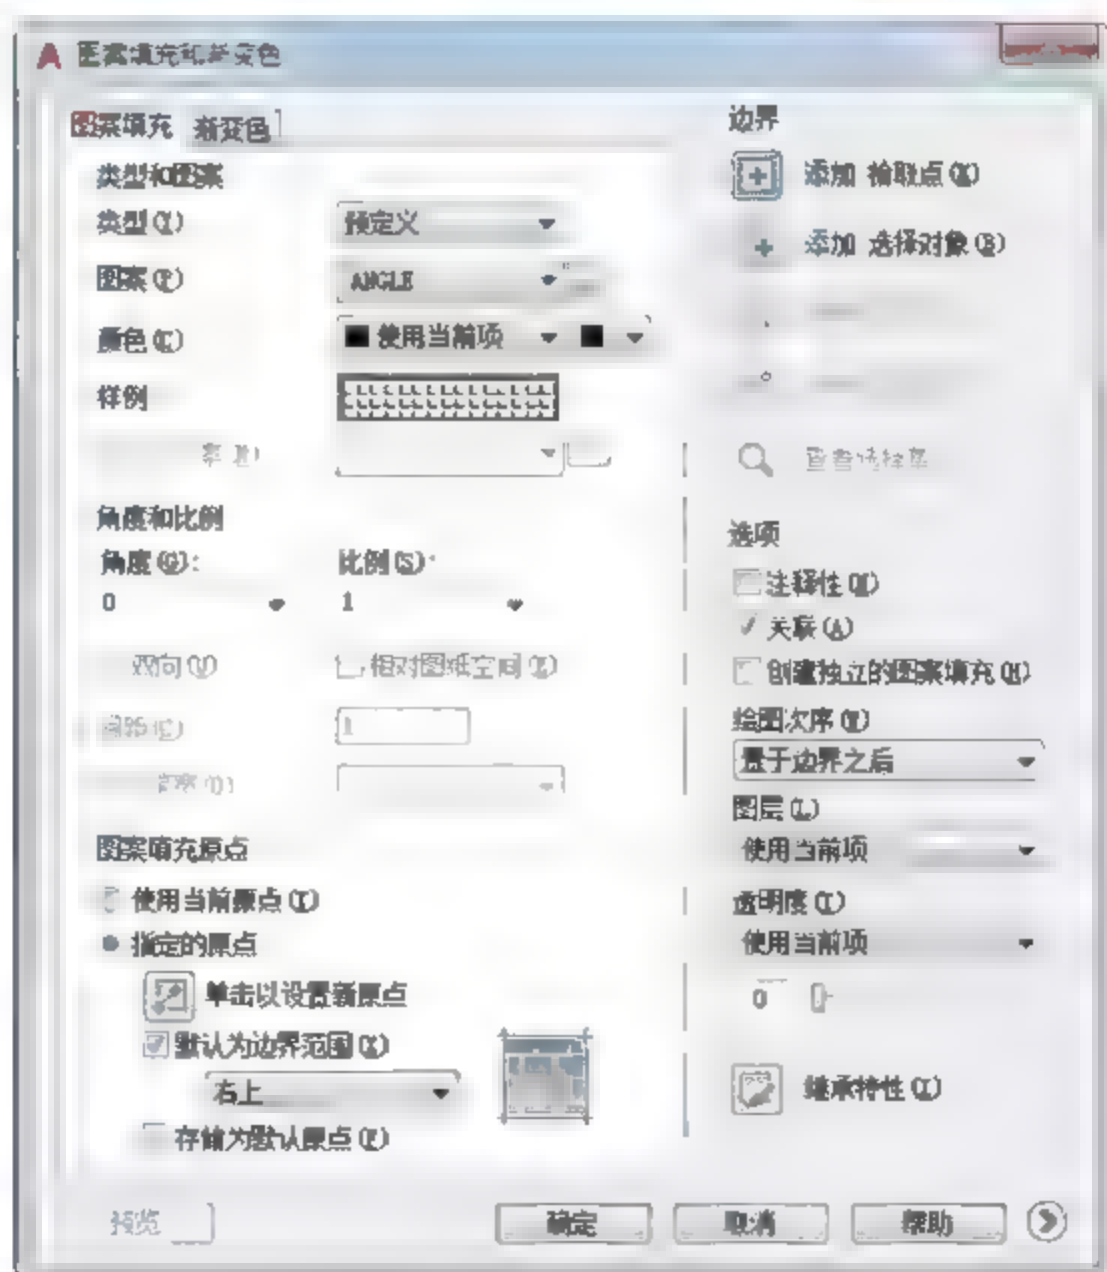 图案填充和渐变色
图案填充 渐变色
类型和图案
类型(Y)
预定义
图案(P)
ANGLE
颜色(C)
使用当前项
样例
角度和比例
角度(G):
比例(S):
0
1
双向(U)
相对图纸空间(E)
间距(C)
1
图案填充原点
使用当前原点(T)
指定的原点
单击以设置新原点
默认为边界范围(X)
右上
存储为默认原点(F)
预览
边界
添加 拾取点(K)
添加 选择对象(B)
查看选择集
选项
注释性(N)
关联(A)
创建独立的图案填充(H)
绘图次序(W)
置于边界之后
图层(L)
使用当前项
透明度(T)
使用当前项
0
继承特性(I)
确定
取消
帮助